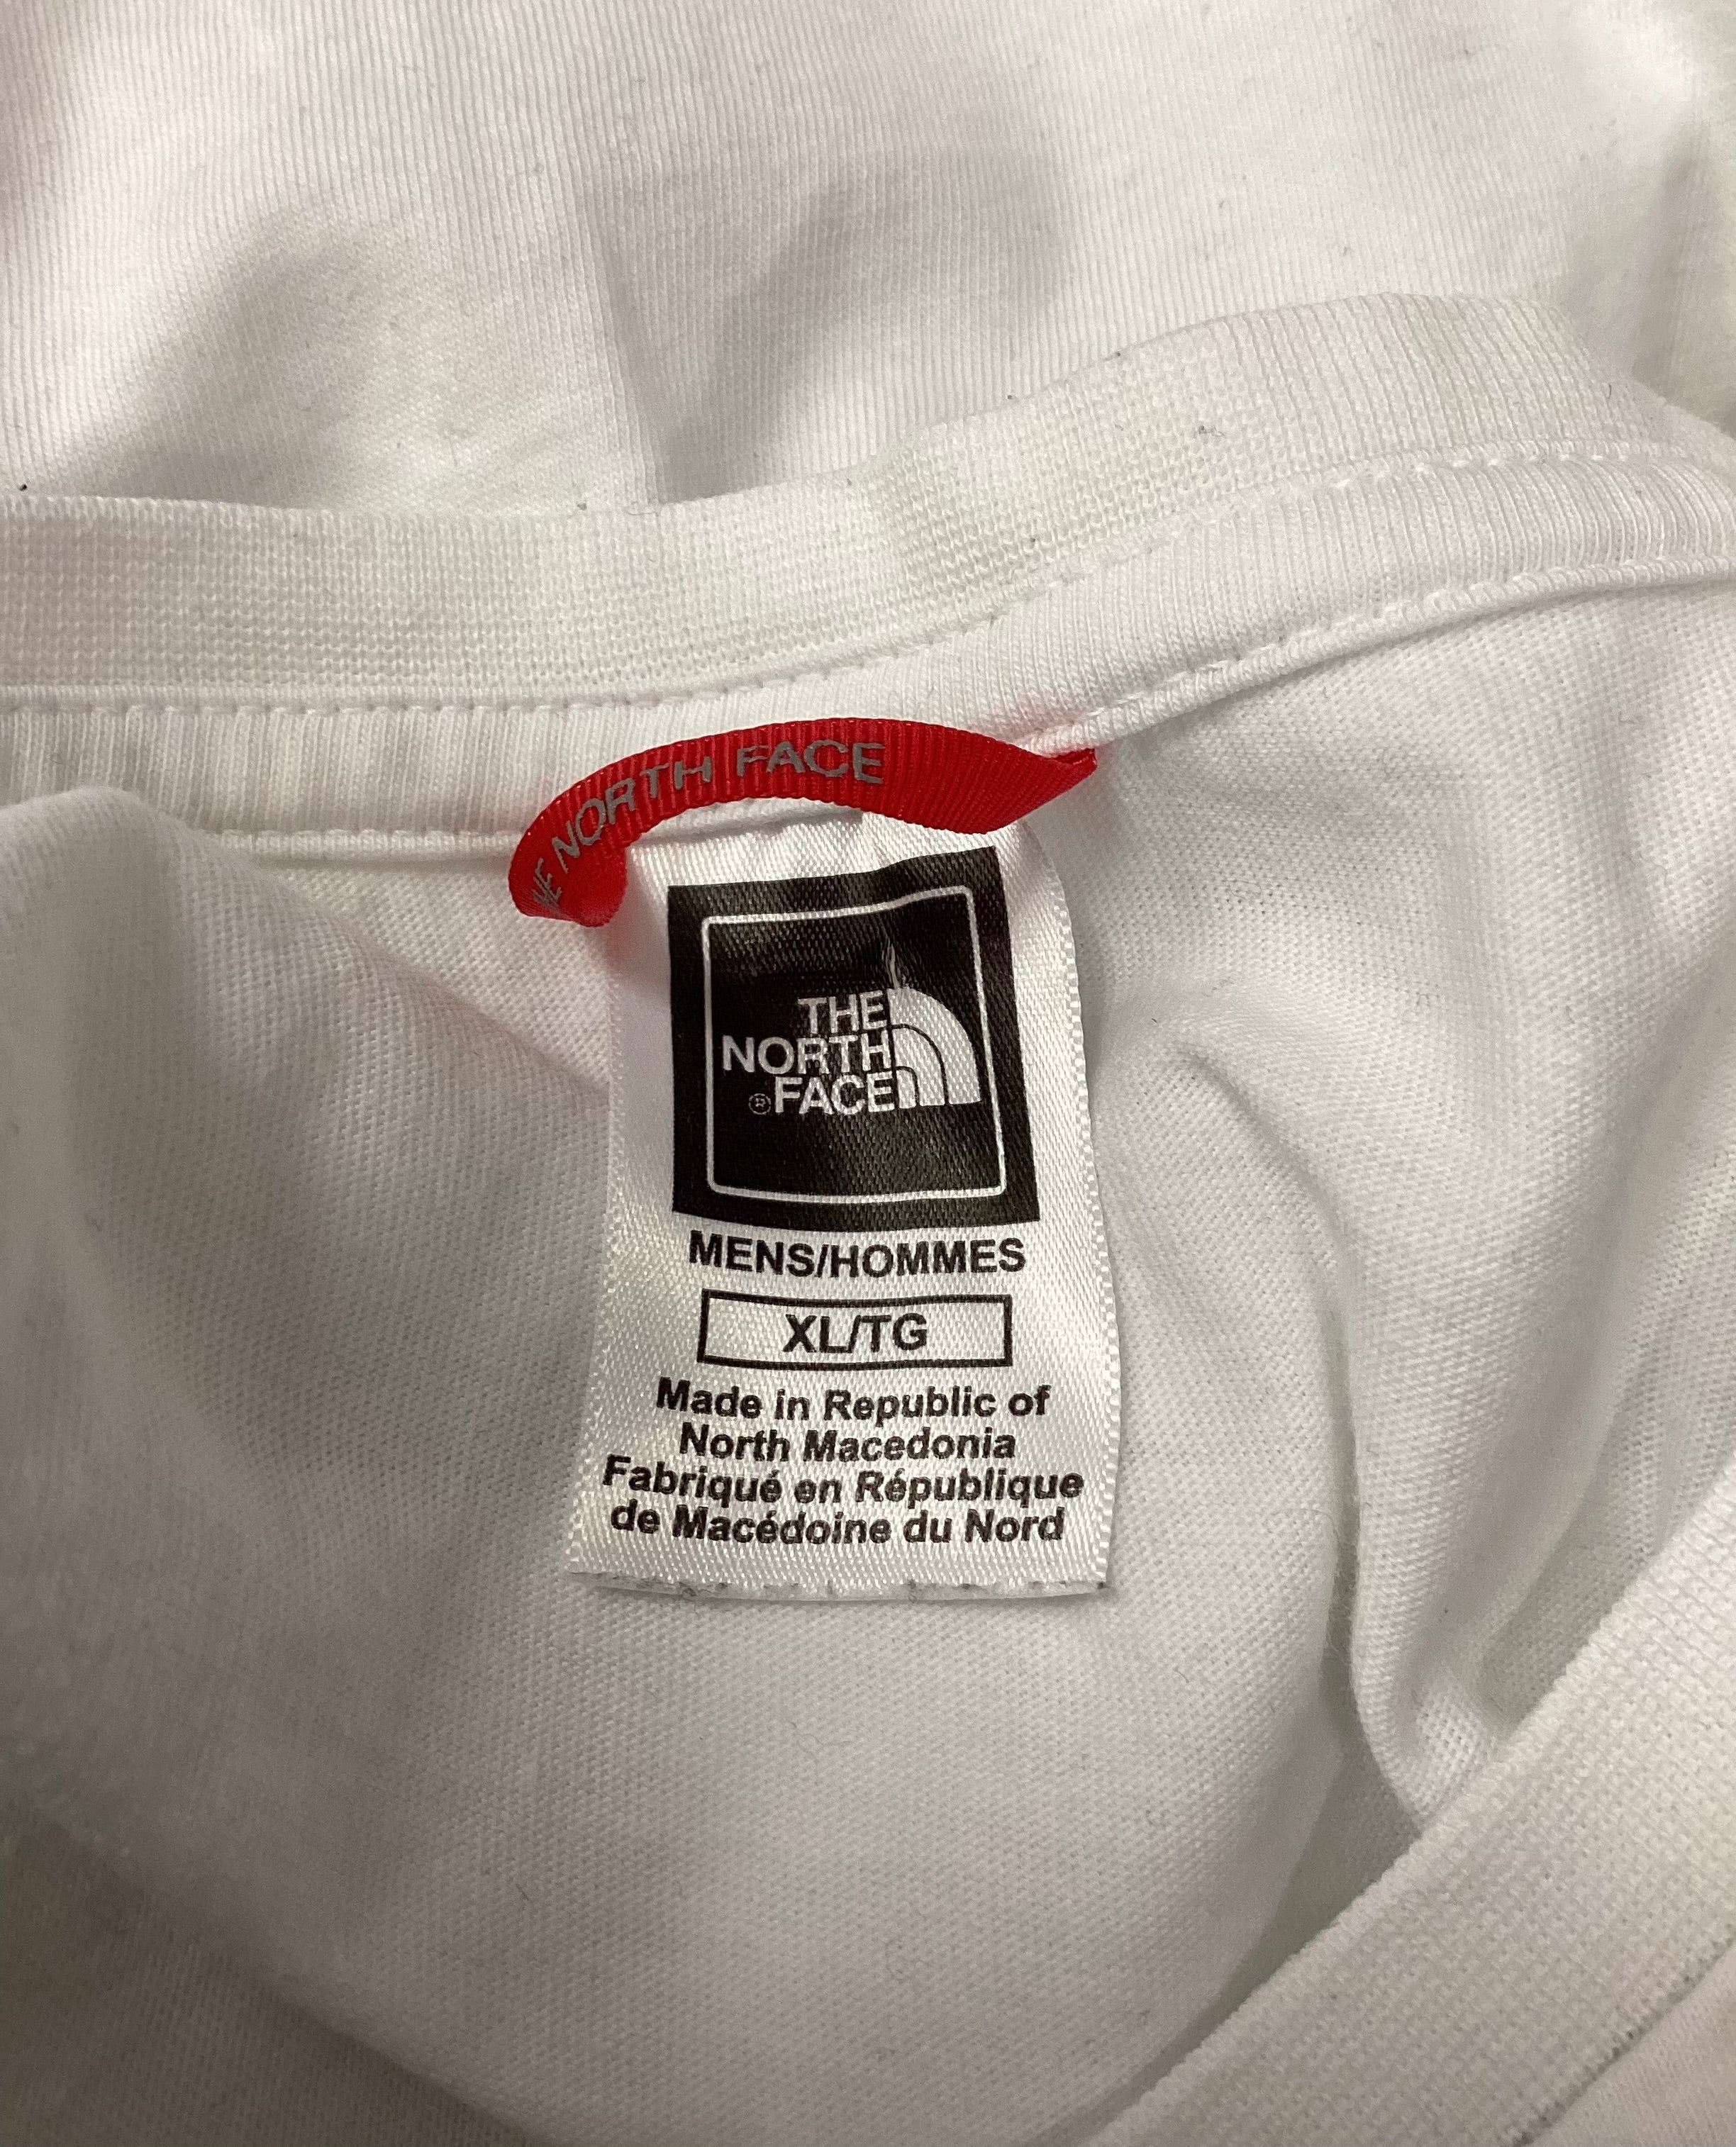 THE NORTH FACE
THE
NORTH
®FACE
MENS/HOMMES
XL/TG
Made in Republic of
North Macedonia
Fabriqué en République
de Macédoine du Nord